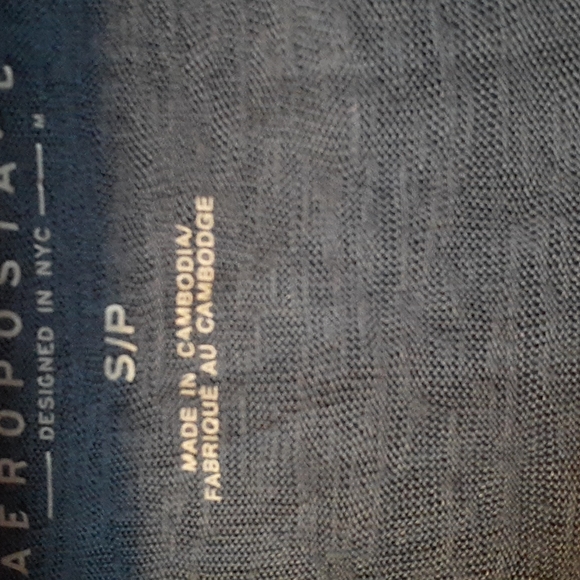 AEROPOSTALE
DESIGNED IN NYC
M
S/P
MADE IN CAMBODIA/
FABRIQUÉ AU CAMBODGE